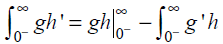 ∫_{0⁻}^{∞} gh' = gh|_{0⁻}^{∞} − ∫_{0⁻}^{∞} g'h